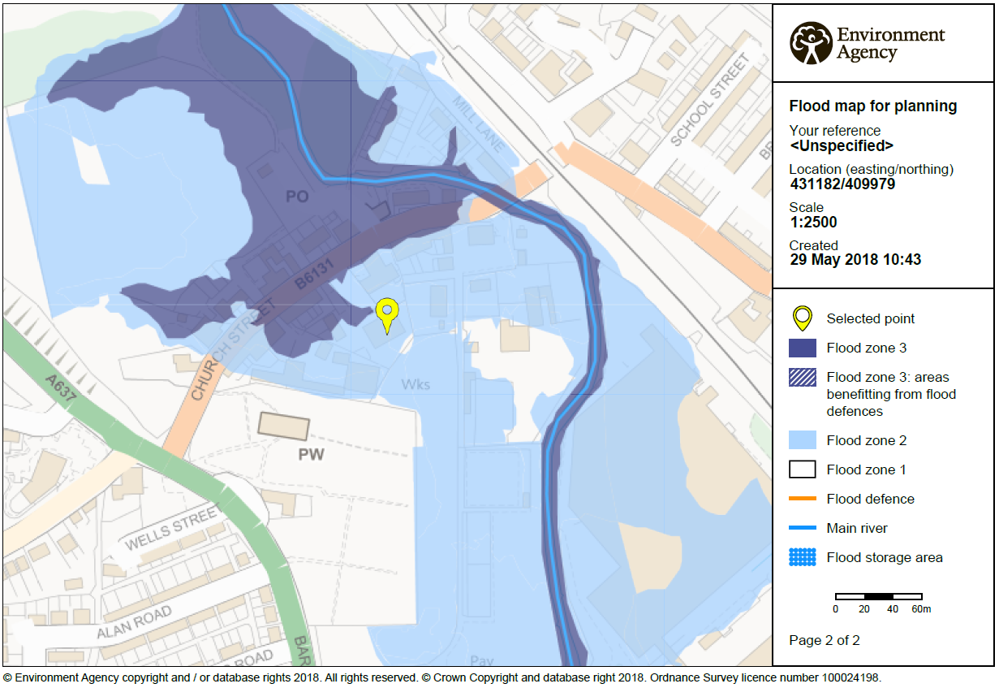 MILL LANE
SCHOOL STREET
BR
PO
B6131
CHURCH STREET
A637
Wks
PW
WELLS STREET
ALAN ROAD
ROAD
BAR
Pav
Environment
Agency
Flood map for planning
Your reference
<Unspecified>
Location (easting/northing)
431182/409979
Scale
1:2500
Created
29 May 2018 10:43
Selected point
Flood zone 3
Flood zone 3: areas
benefitting from flood
defences
Flood zone 2
Flood zone 1
Flood defence
Main river
Flood storage area
0 20 40 60m
Page 2 of 2
© Environment Agency copyright and / or database rights 2018. All rights reserved. © Crown Copyright and database right 2018. Ordnance Survey licence number 100024198.